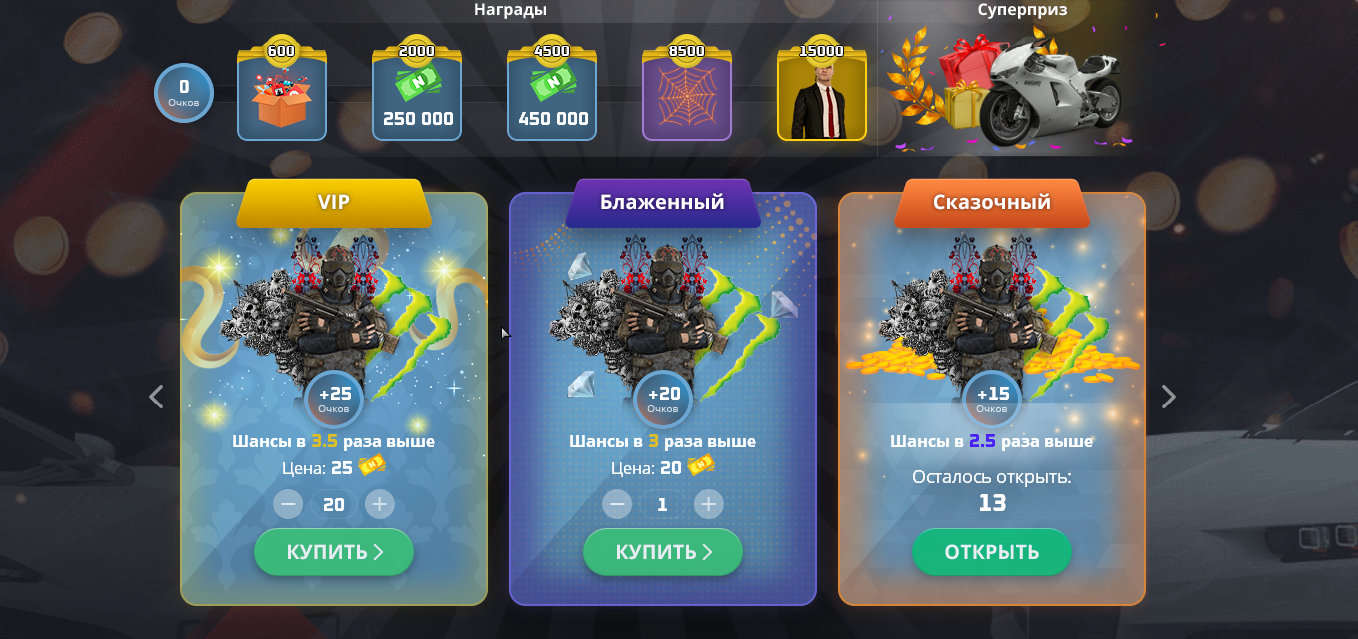 Награды
Суперприз
0
Очков
600
2000
250 000
4500
450 000
8500
15000
VIP
+25
Очков
Шансы в 3.5 раза выше
Цена: 25
20
КУПИТЬ
Блаженный
+20
Очков
Шансы в 3 раза выше
Цена: 20
1
КУПИТЬ
Сказочный
+15
Очков
Шансы в 2.5 раза выше
Осталось открыть:
13
ОТКРЫТЬ